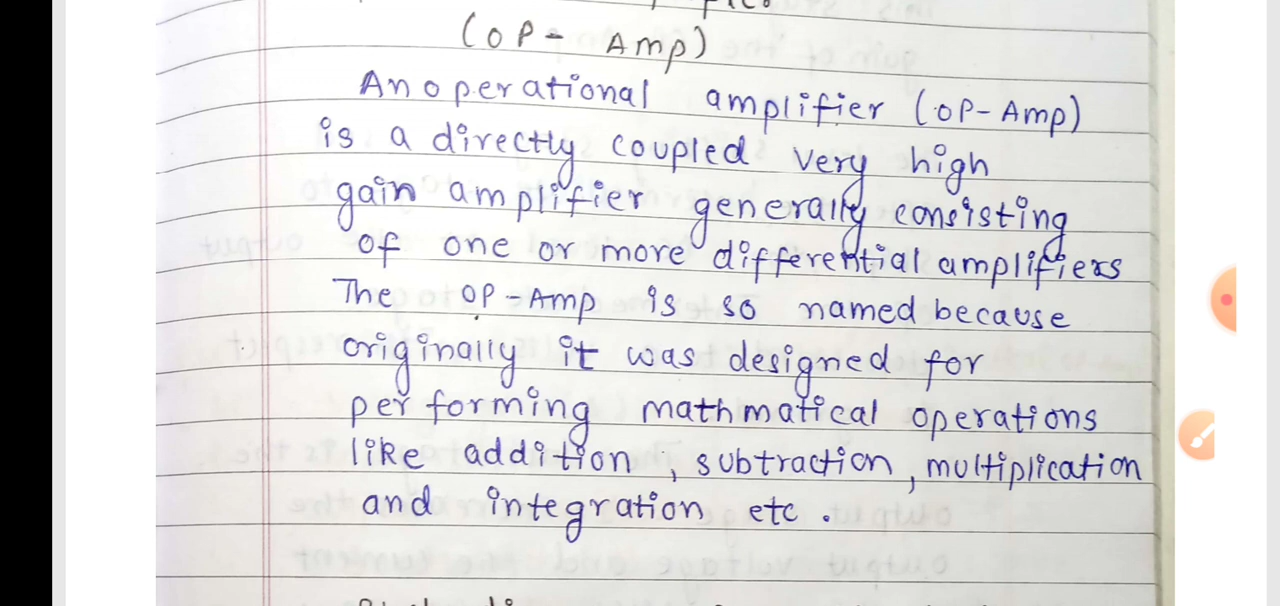 (OP- Amp)
An operational amplifier (OP-Amp)
is a directly coupled very high
gain amplifier generally consisting
of one or more differential amplifiers
The OP-Amp is so named because
originally it was designed for
performing mathmatical operations
like addition, subtraction, multiplication
and integration etc.